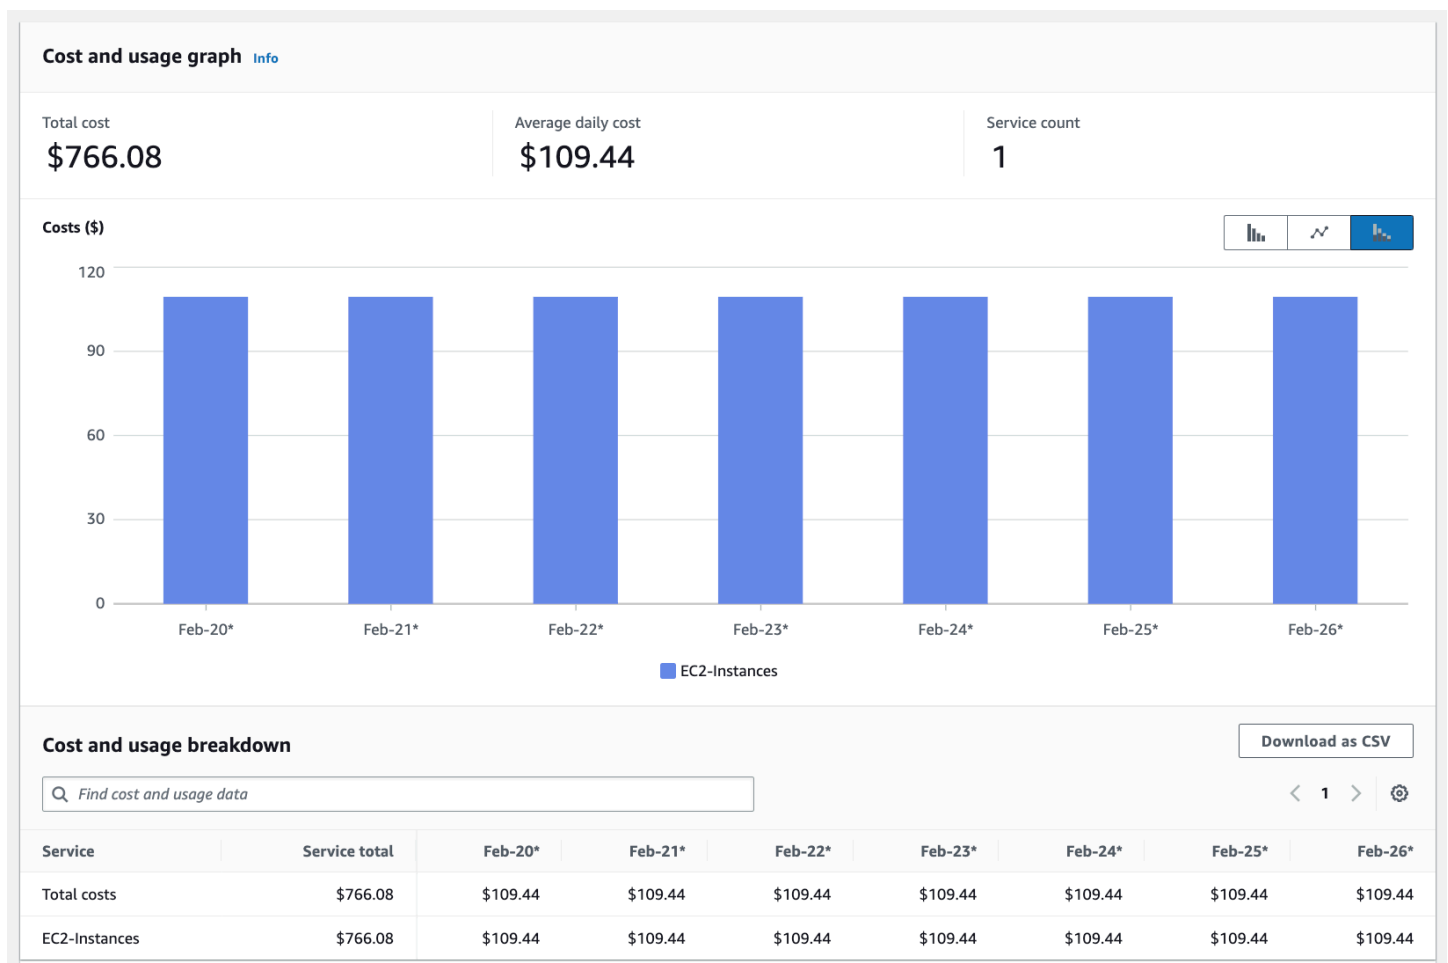 Cost and usage graph Info
Total cost Average daily cost Service count
$766.08 $109.44 1
Costs ($)
120
90
60
30
0
Feb-20* Feb-21* Feb-22* Feb-23* Feb-24* Feb-25* Feb-26*
EC2-Instances
Cost and usage breakdown
Download as CSV
Find cost and usage data
1
Service Service total Feb-20* Feb-21* Feb-22* Feb-23* Feb-24* Feb-25* Feb-26*
Total costs $766.08 $109.44 $109.44 $109.44 $109.44 $109.44 $109.44 $109.44
EC2-Instances $766.08 $109.44 $109.44 $109.44 $109.44 $109.44 $109.44 $109.44